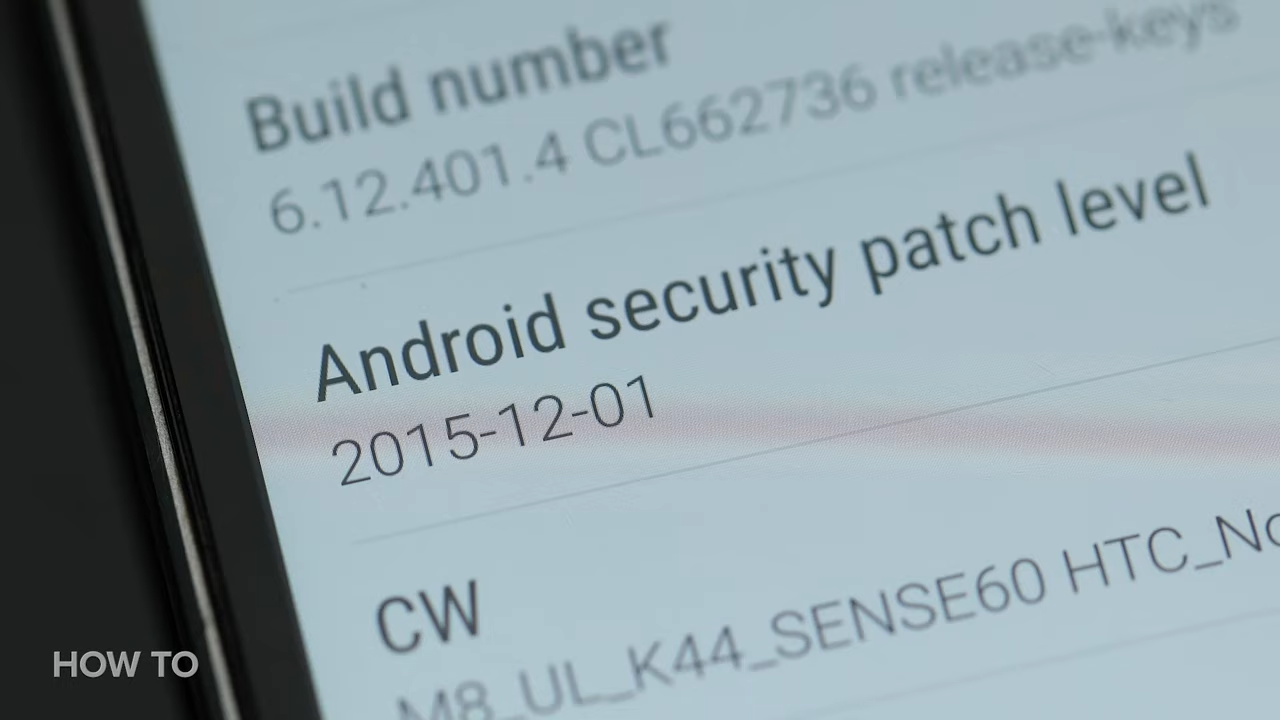 Build number
6.12.401.4 CL662736 release-keys
Android security patch level
2015-12-01
CW
M8_UL_K44_SENSE60 HTC_No
HOW TO